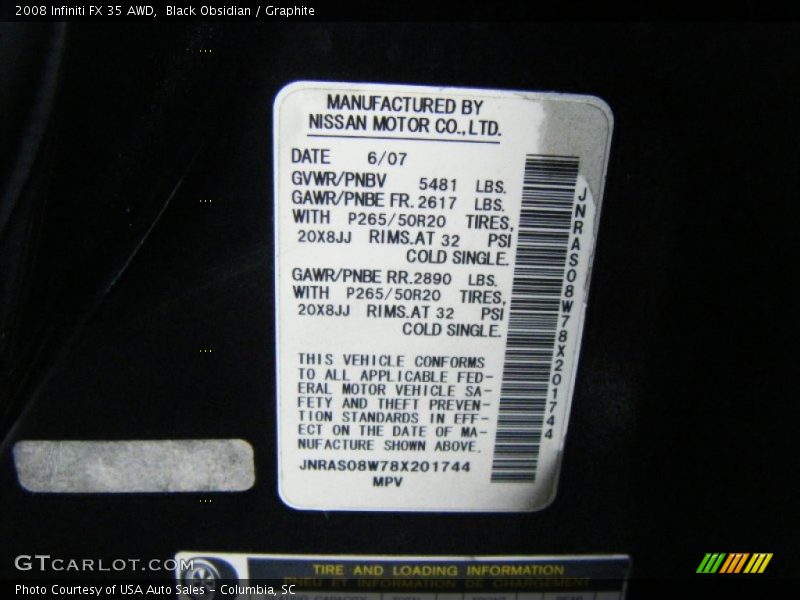 2008 Infiniti FX 35 AWD,  Black Obsidian / Graphite
MANUFACTURED BY
NISSAN MOTOR CO.,LTD.
DATE 6/07
GVWR/PNBV 5481 LBS.
GAWR/PNBE FR. 2617 LBS.
WITH P265/50R20 TIRES,
20X8JJ RIMS.AT 32 PSI
COLD SINGLE.
GAWR/PNBE RR.2890 LBS.
WITH P265/50R20 TIRES,
20X8JJ RIMS.AT 32 PSI
COLD SINGLE.
THIS VEHICLE CONFORMS
TO ALL APPLICABLE FED-
ERAL MOTOR VEHICLE SA-
FETY AND THEFT PREVEN-
TION STANDARDS IN EFF-
ECT ON THE DATE OF MA-
NUFACTURE SHOWN ABOVE.
JNRAS08W78X201744
MPV
JNRAS08W78X201744
TIRE AND LOADING INFORMATION
PNEU ET INFORMATION DE CHARGEMENT
GTCARLOT.COM
Photo Courtesy of USA Auto Sales – Columbia, SC